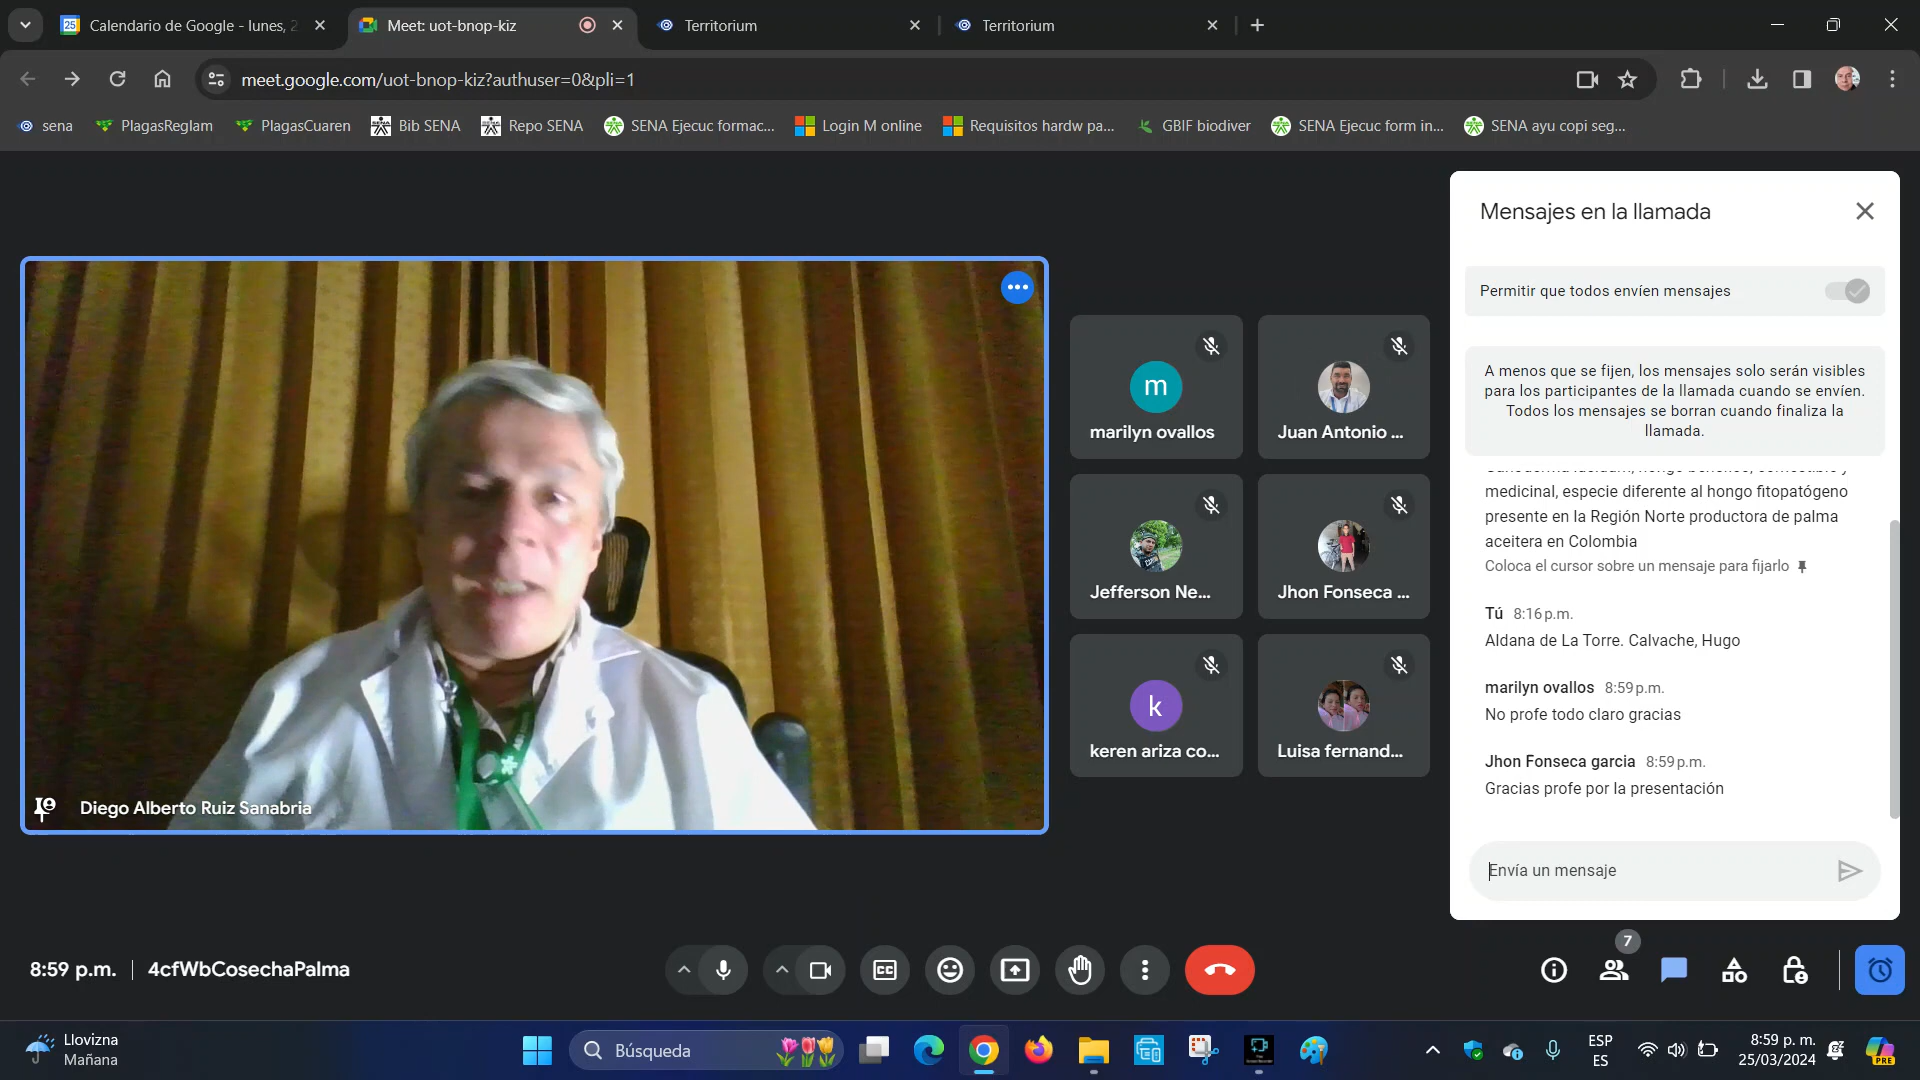 Calendario de Google - lunes, 2
Meet: uot-bnop-kiz
Territorium
Territorium
meet.google.com/uot-bnop-kiz?authuser=0&pli=1
sena
PlagasReglam
PlagasCuaren
Bib SENA
Repo SENA
SENA Ejecuc formac...
Login M online
Requisitos hardw pa...
GBIF biodiver
SENA Ejecuc form in...
SENA ayu copi seg...
Diego Alberto Ruiz Sanabria
m
marilyn ovallos
Juan Antonio ...
Jefferson Ne...
Jhon Fonseca ...
k
keren ariza co...
Luisa fernand...
Mensajes en la llamada
Permitir que todos envíen mensajes
A menos que se fijen, los mensajes solo serán visibles
para los participantes de la llamada cuando se envíen.
Todos los mensajes se borran cuando finaliza la
llamada.
medicinal, especie diferente al hongo fitopatógeno
presente en la Región Norte productora de palma
aceitera en Colombia
Coloca el cursor sobre un mensaje para fijarlo
Tú 8:16 p.m.
Aldana de La Torre. Calvache, Hugo
marilyn ovallos 8:59 p.m.
No profe todo claro gracias
Jhon Fonseca garcia 8:59 p.m.
Gracias profe por la presentación
Envía un mensaje
8:59 p.m. | 4cfWbCosechaPalma
7
Llovizna
Mañana
Búsqueda
ESP
ES
8:59 p. m.
25/03/2024
PRE